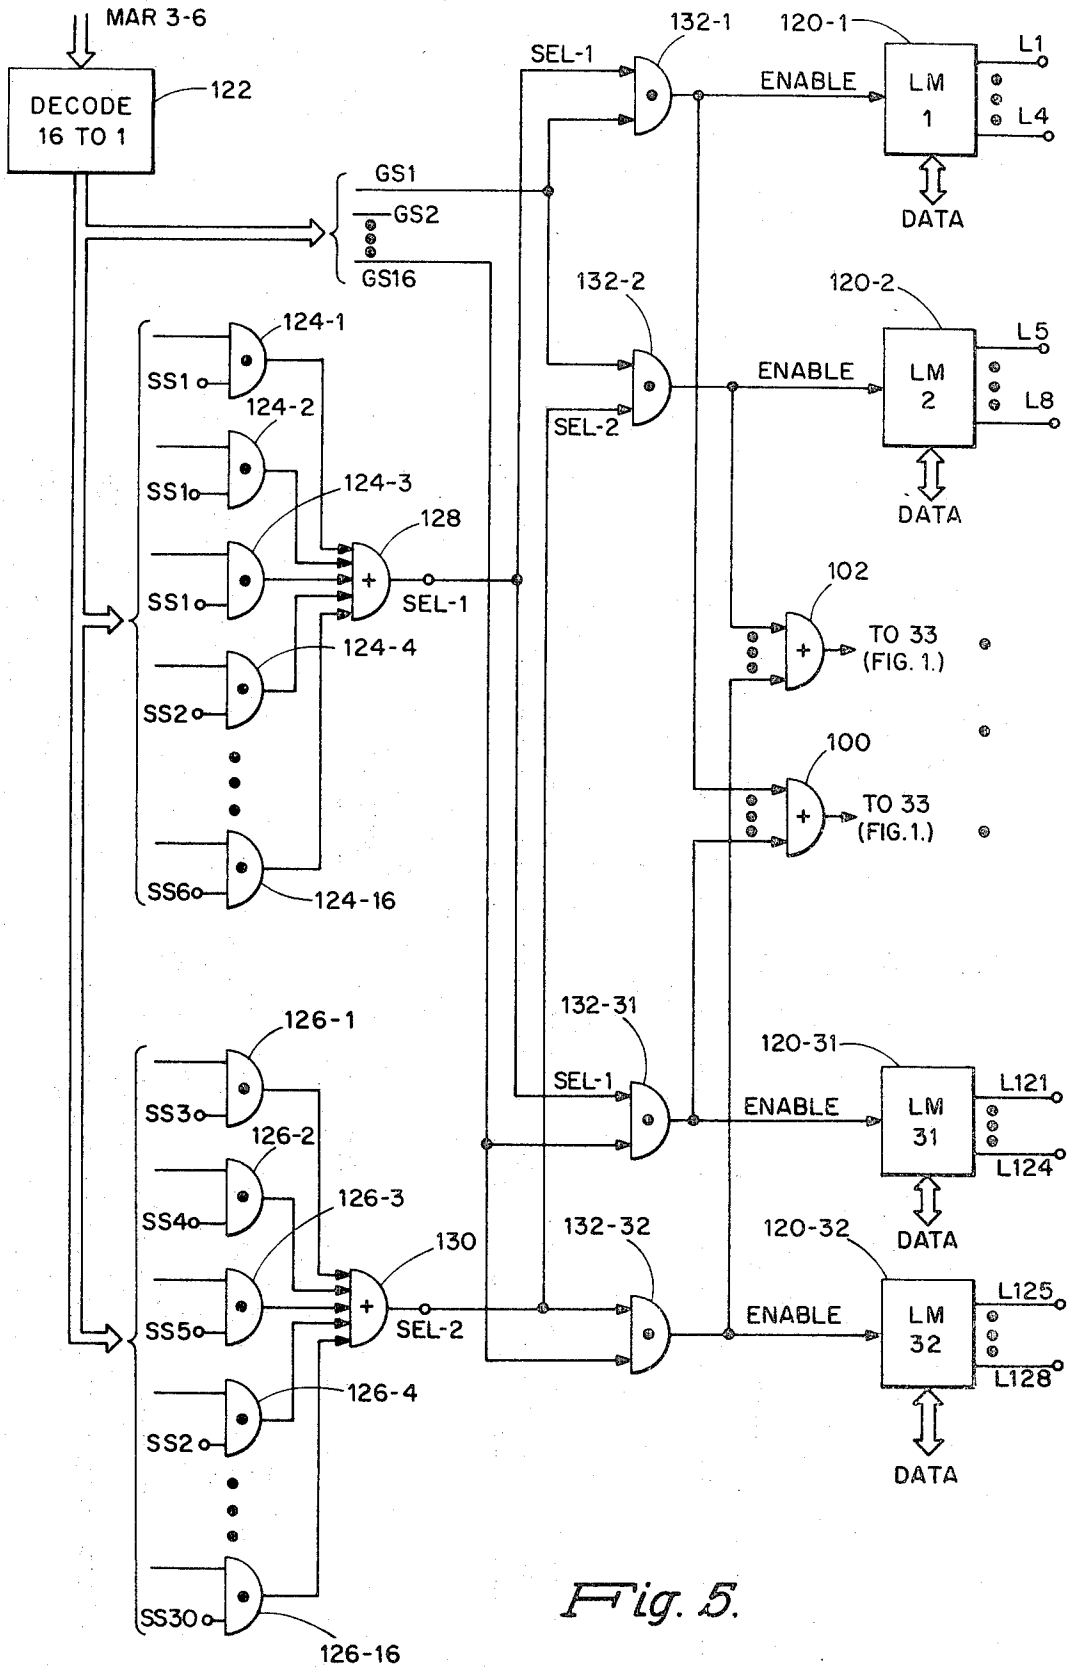 MAR 3-6
DECODE
16 TO 1
122
132-1
120-1
SEL-1
ENABLE
LM
1
L1
L4
DATA
GS1
GS2
GS16
132-2
120-2
ENABLE
LM
2
L5
L8
SEL-2
DATA
124-1
SS1
124-2
SS1
124-3
SS1
128
SEL-1
124-4
SS2
124-16
SS6
102
TO 33
(FIG. 1.)
100
TO 33
(FIG. 1.)
126-1
SS3
126-2
SS4
126-3
SS5
130
SEL-2
126-4
SS2
126-16
SS30
132-31
120-31
SEL-1
ENABLE
LM
31
L121
L124
DATA
132-32
120-32
ENABLE
LM
32
L125
L128
DATA
Fig. 5.